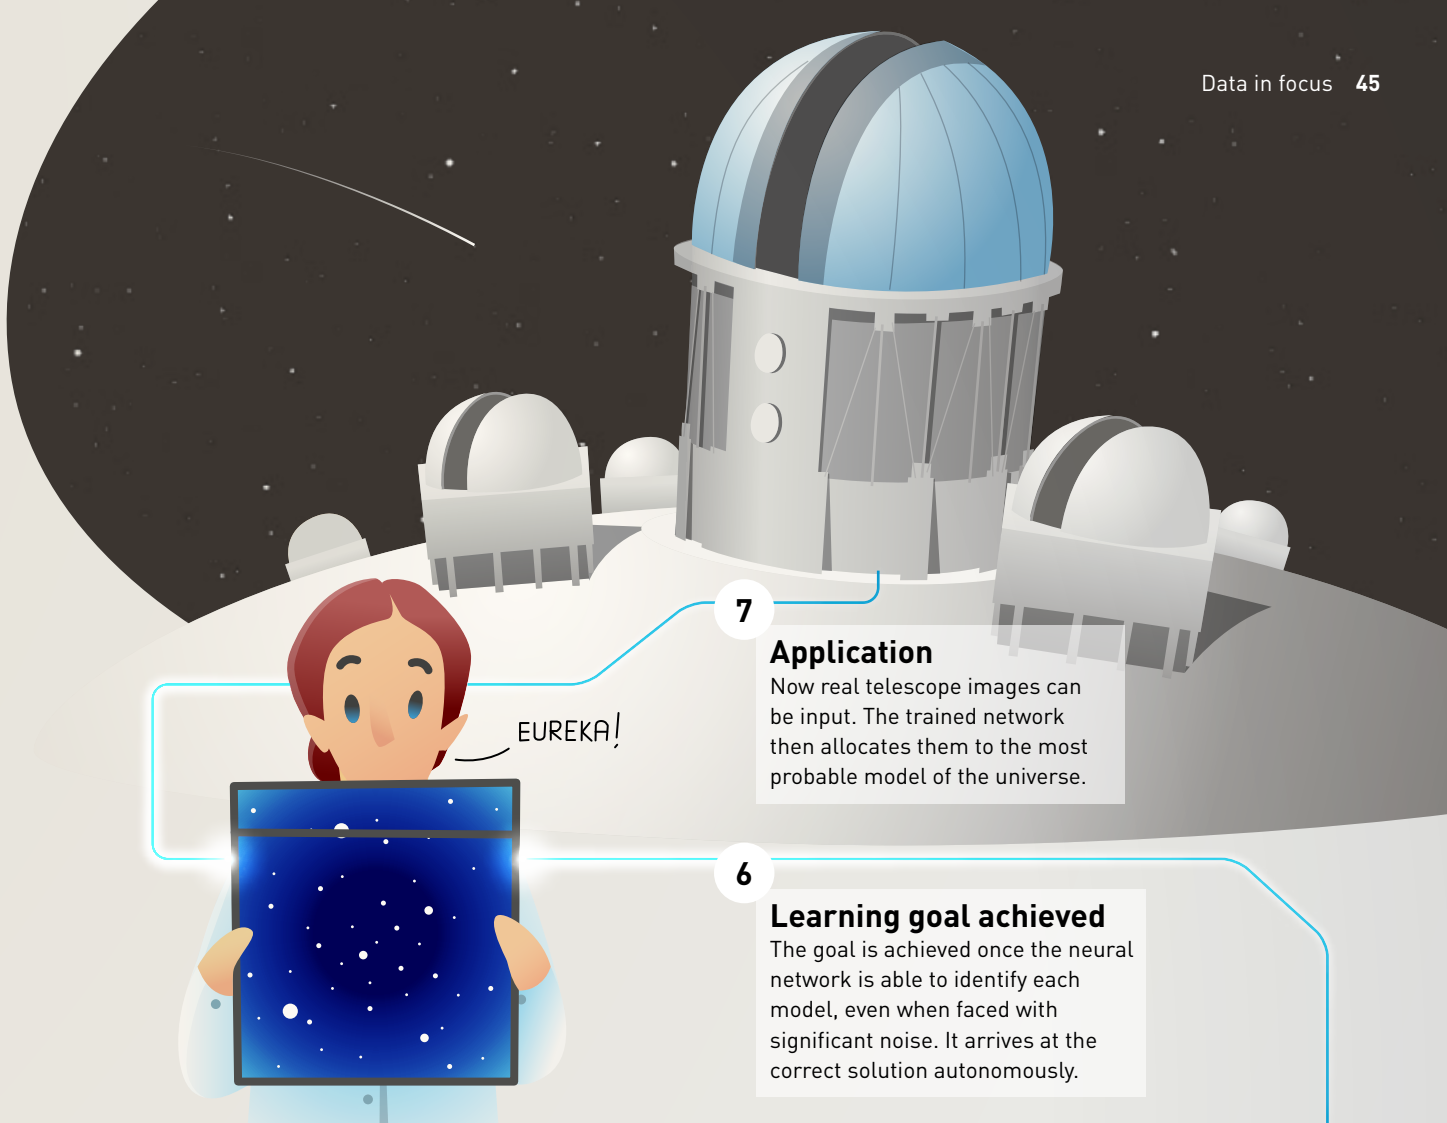 Data in focus 45
7
Application
Now real telescope images can
be input. The trained network
then allocates them to the most
probable model of the universe.
EUREKA!
6
Learning goal achieved
The goal is achieved once the neural
network is able to identify each
model, even when faced with
significant noise. It arrives at the
correct solution autonomously.